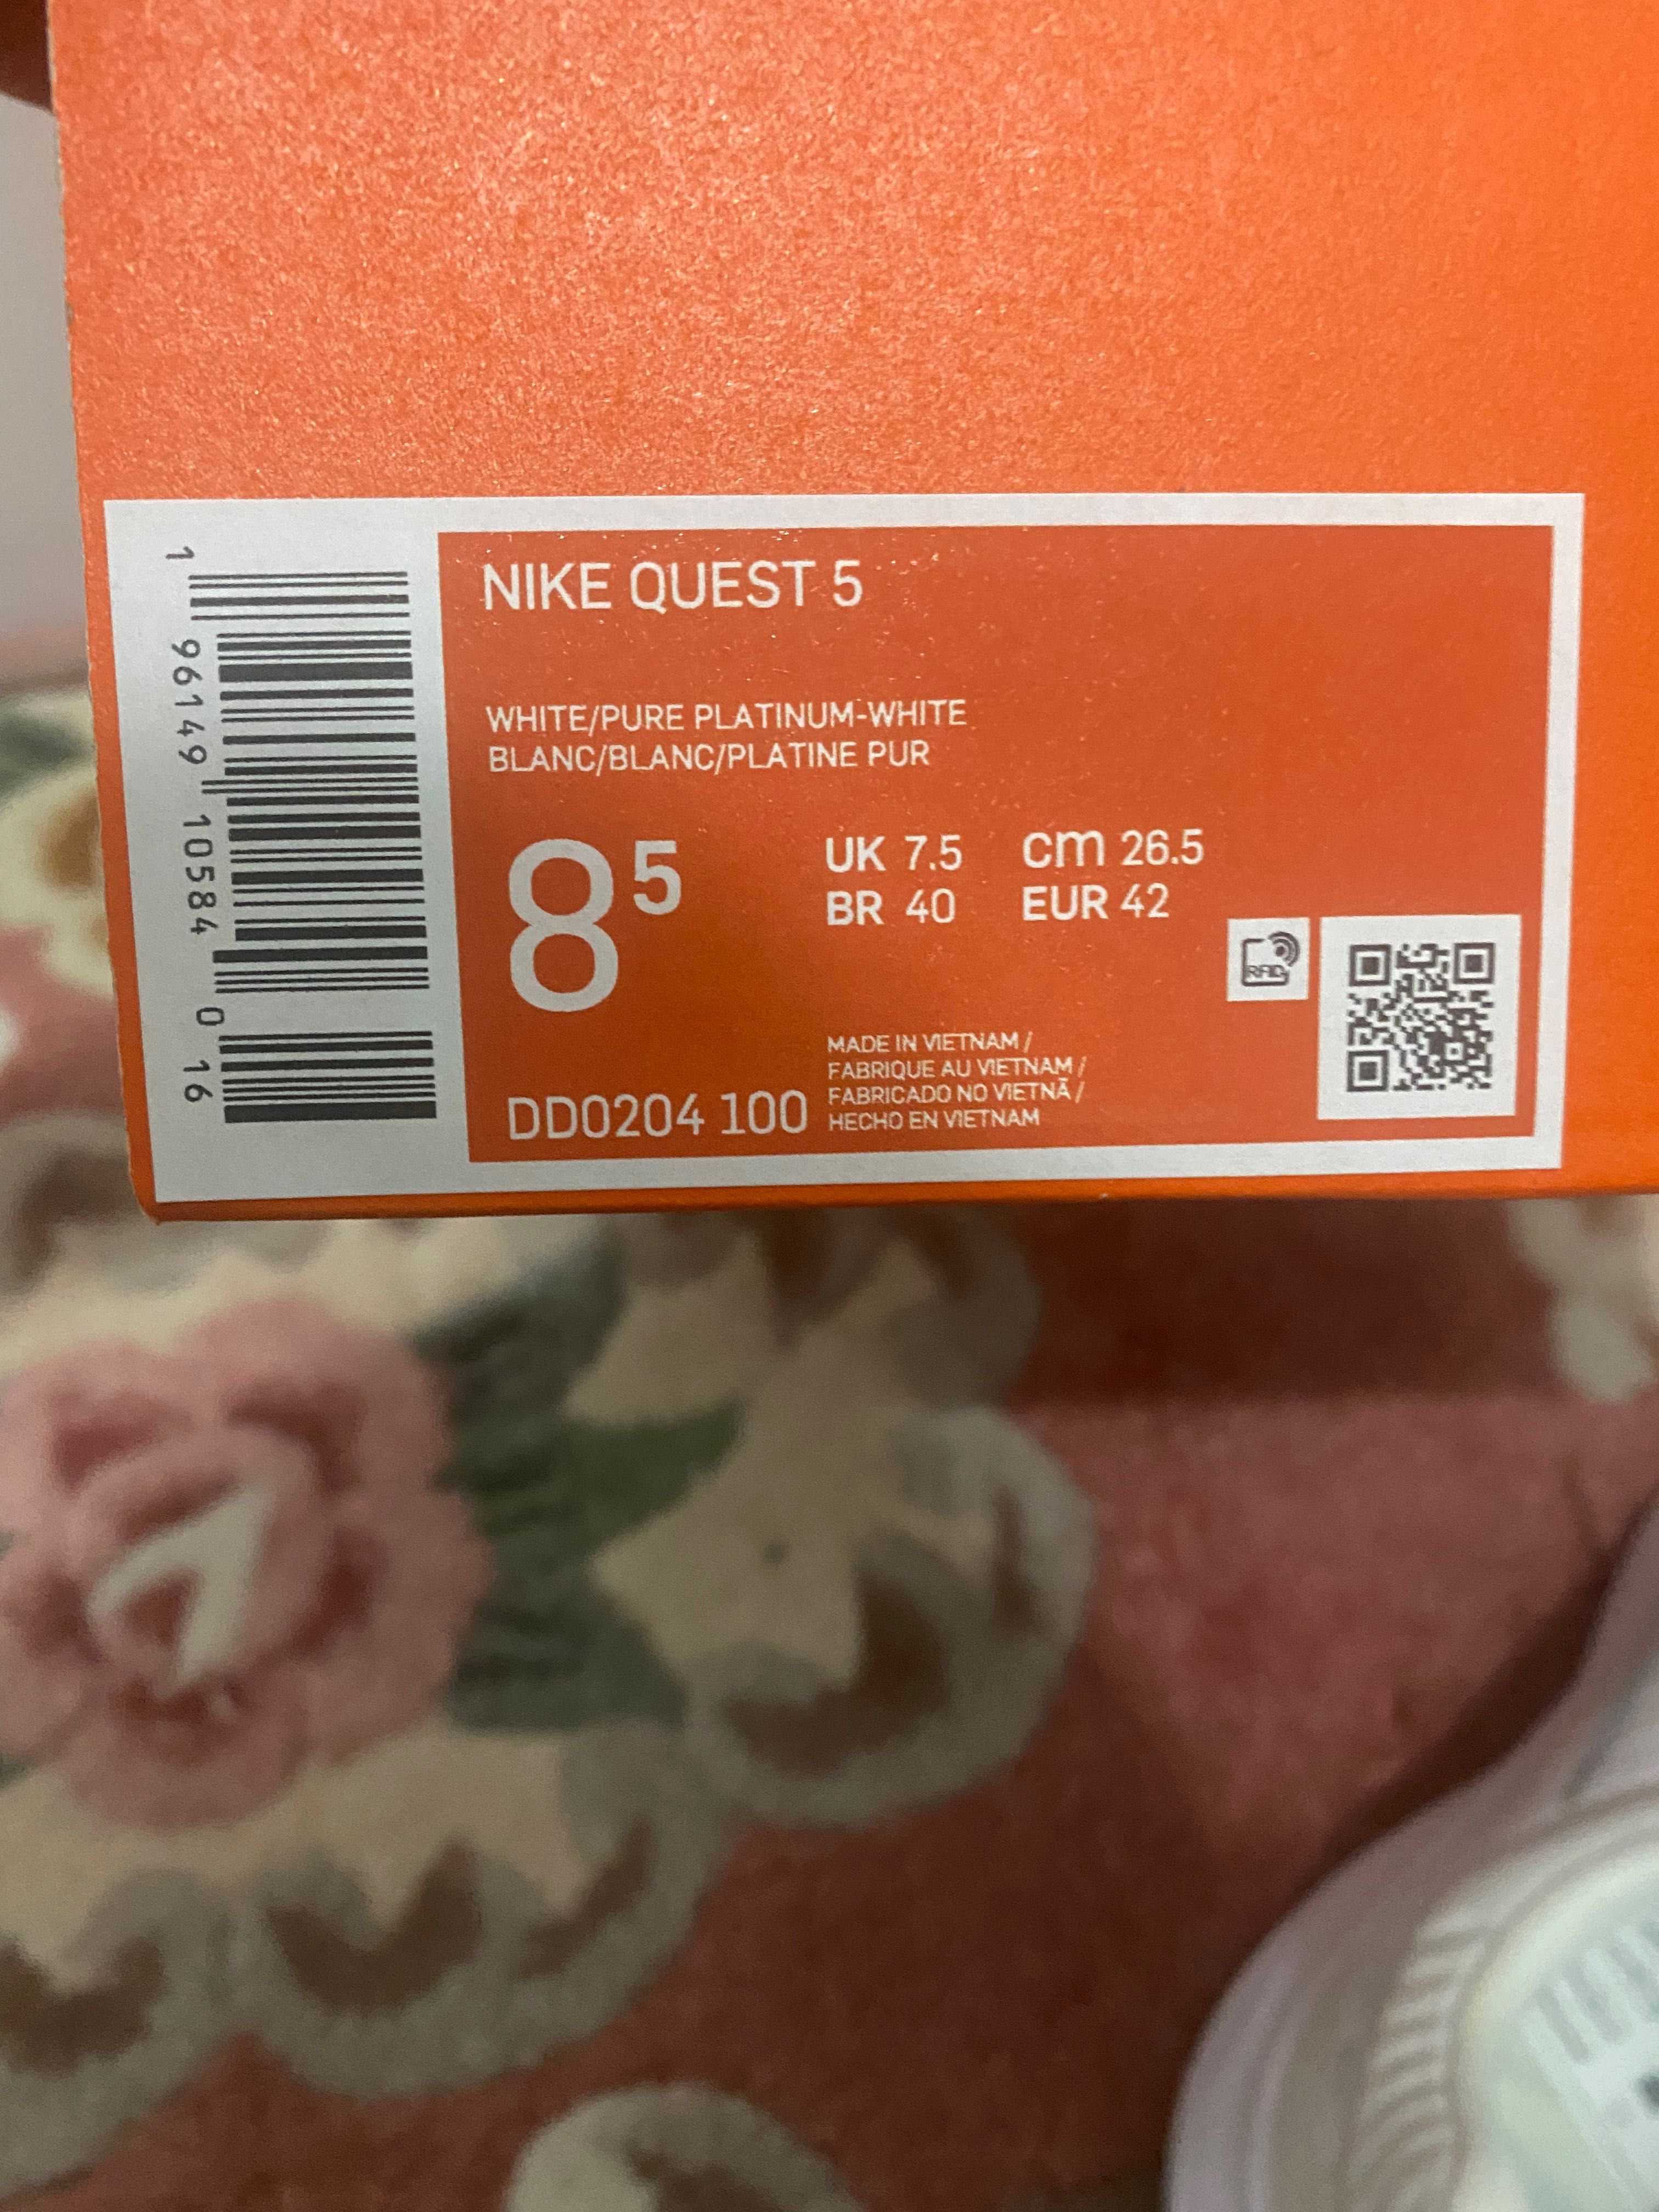 NIKE QUEST 5
WHITE/PURE PLATINUM-WHITE
BLANC/BLANC/PLATINE PUR
8 5
UK 7.5 cm 26.5
BR 40 EUR 42
RFID
MADE IN VIETNAM /
FABRIQUE AU VIETNAM /
FABRICADO NO VIETNÃ /
HECHO EN VIETNAM
DD0204 100
1 96149 10584 0 16